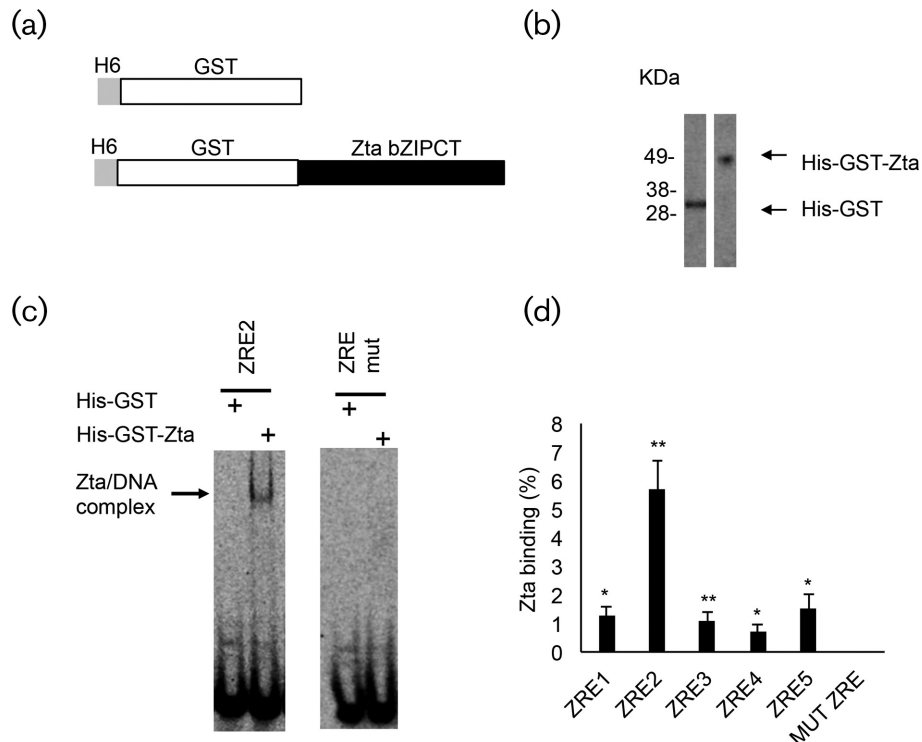 (a)
H6 GST
H6 GST Zta bZIPCT
(b)
KDa
49-
38-
28-
His-GST-Zta
His-GST
(c)
ZRE2
ZRE
mut
His-GST + +
His-GST-Zta + +
Zta/DNA
complex
(d)
Zta binding (%)
8
7
6
5
4
3
2
1
0
* ** ** * *
ZRE1 ZRE2 ZRE3 ZRE4 ZRE5 MUT ZRE